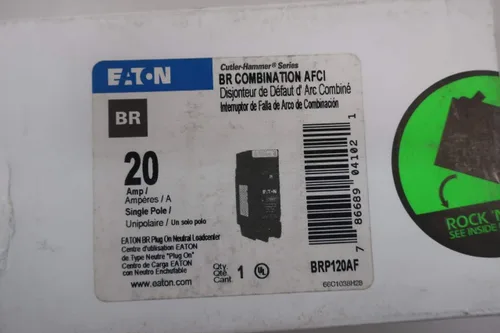 EATON
Cutler-Hammer® Series
BR COMBINATION AFCI
Disjonteur de Défaut d' Arc Combiné
Interruptor de Falla de Arco de Combinación
BR
20
Amp /
Ampères / A
Single Pole /
Unipolaire / Un solo polo
EATON BR Plug On Neutral Loadcenter
Centre d'utilisation EATON
de Type Neutre "Plug On"
Centro de Carga EATON
con Neutro Enchufable
www.eaton.com
EATON
Qty
Qté
Cant.
1
UL
BRP120AF
7 86689 04102 1
ROCK
SEE INSIDE